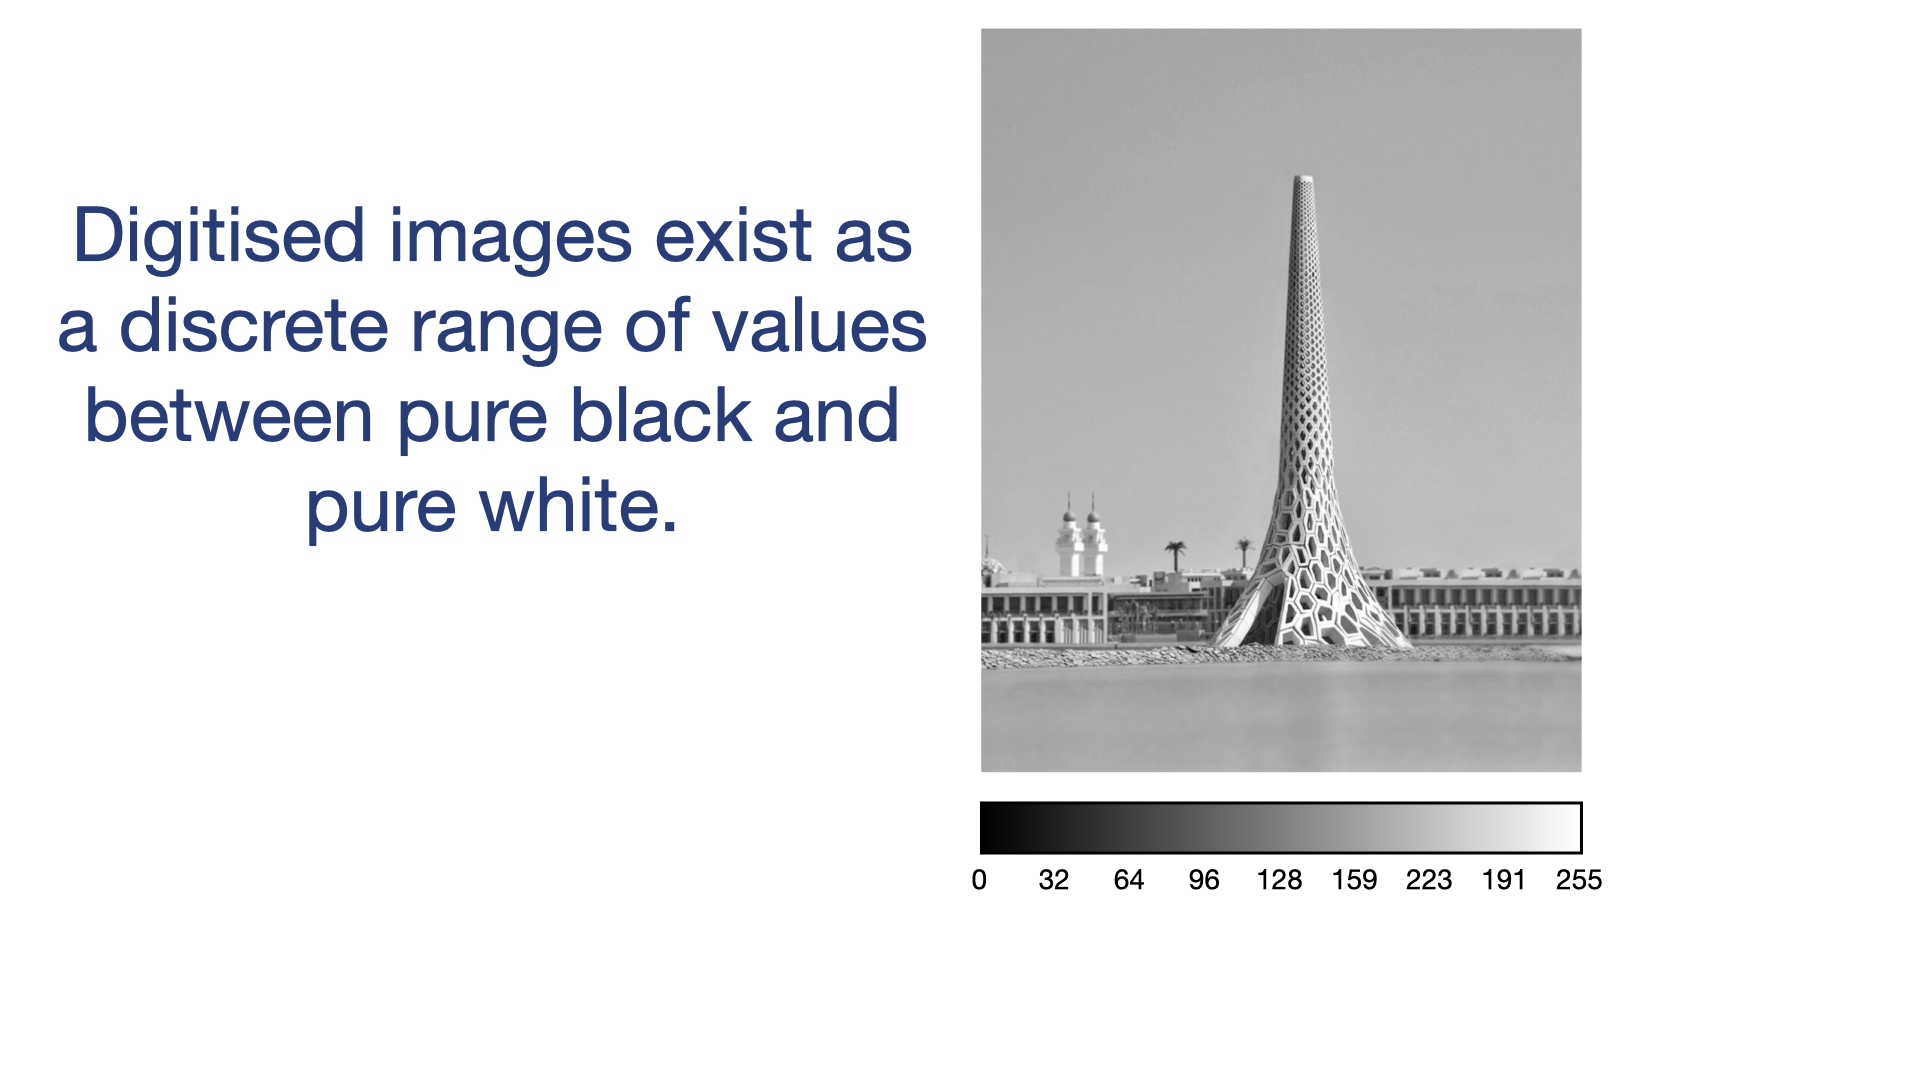 Digitised images exist as
a discrete range of values
between pure black and
pure white.
0 32 64 96 128 159 223 191 255